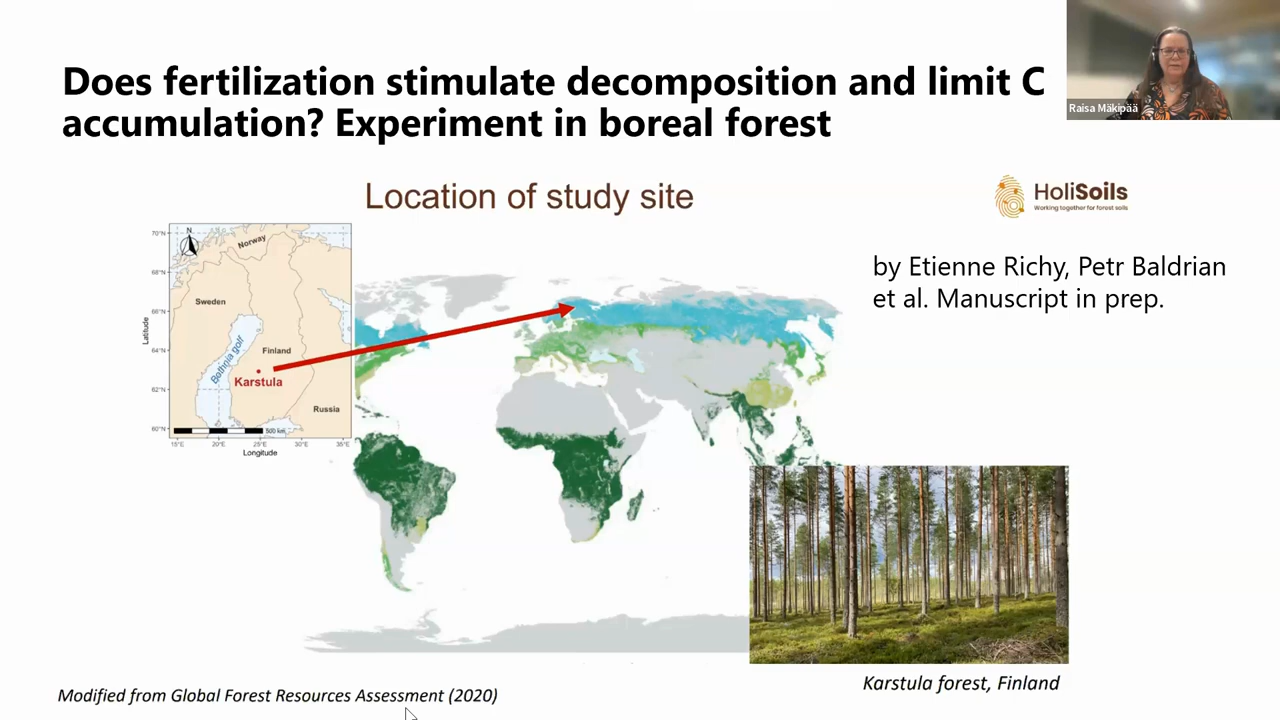 Does fertilization stimulate decomposition and limit C
accumulation? Experiment in boreal forest
Raisa Mäkipää
Location of study site
HoliSoils
Working together for forest soils
by Etienne Richy, Petr Baldrian
et al. Manuscript in prep.
N
70°N
68°N
66°N
64°N
62°N
60°N
Latitude
Norway
Sweden
Bothnia golf
Finland
Karstula
Russia
500 km
15°E 20°E 25°E 30°E 35°E
Longitude
Karstula forest, Finland
Modified from Global Forest Resources Assessment (2020)